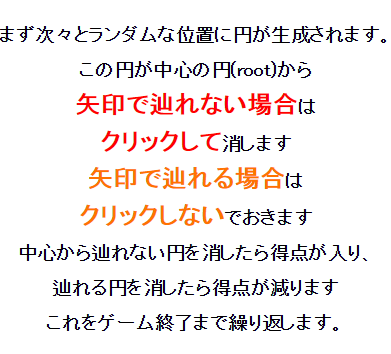 まず次々とランダムな位置に円が生成されます。
この円が中心の円(root)から
矢印で辿れない場合は
クリックして消します
矢印で辿れる場合は
クリックしないでおきます
中心から辿れない円を消したら得点が入り、
辿れる円を消したら得点が減ります
これをゲーム終了まで繰り返します。